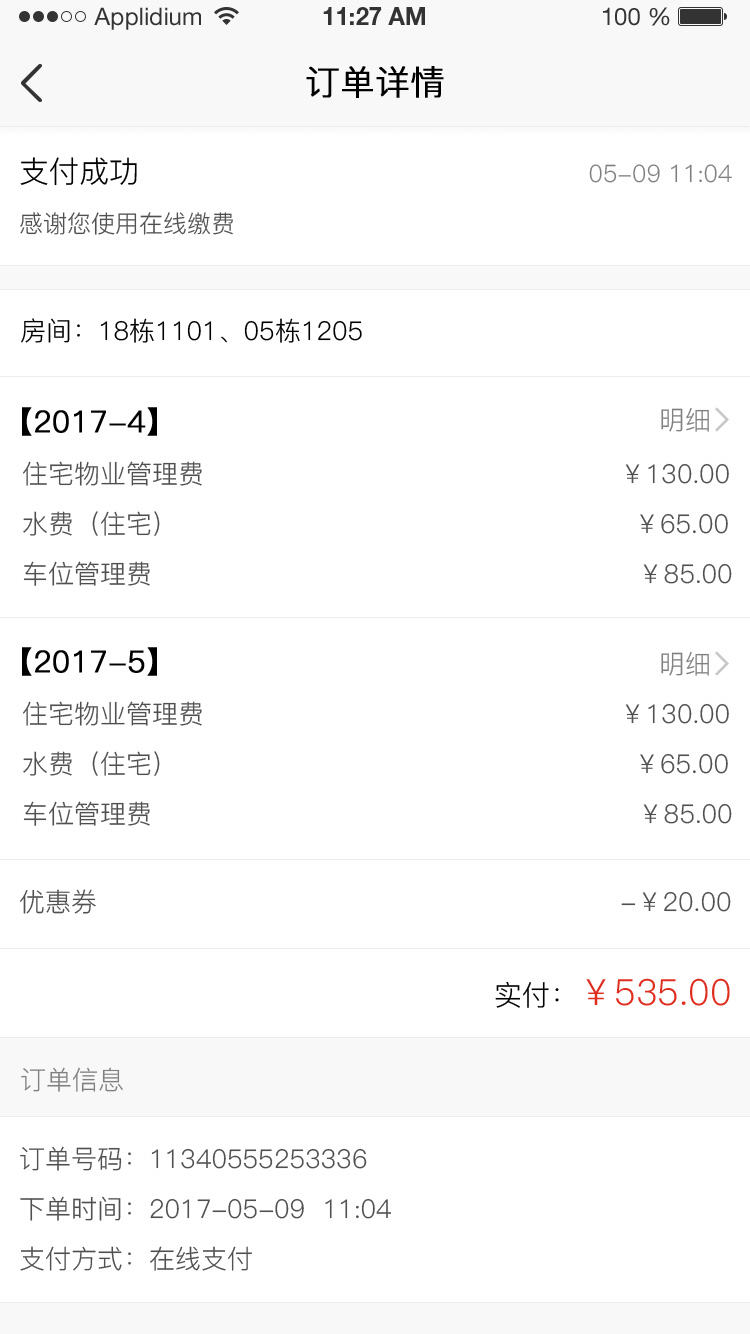 Applidium 11:27 AM 100 %
订单详情
支付成功 05-09 11:04
感谢您使用在线缴费
房间：18栋1101、05栋1205
【2017-4】 明细
住宅物业管理费 ¥130.00
水费（住宅） ¥65.00
车位管理费 ¥85.00
【2017-5】 明细
住宅物业管理费 ¥130.00
水费（住宅） ¥65.00
车位管理费 ¥85.00
优惠券 -¥20.00
实付：¥535.00
订单信息
订单号码：11340555253336
下单时间：2017-05-09 11:04
支付方式：在线支付